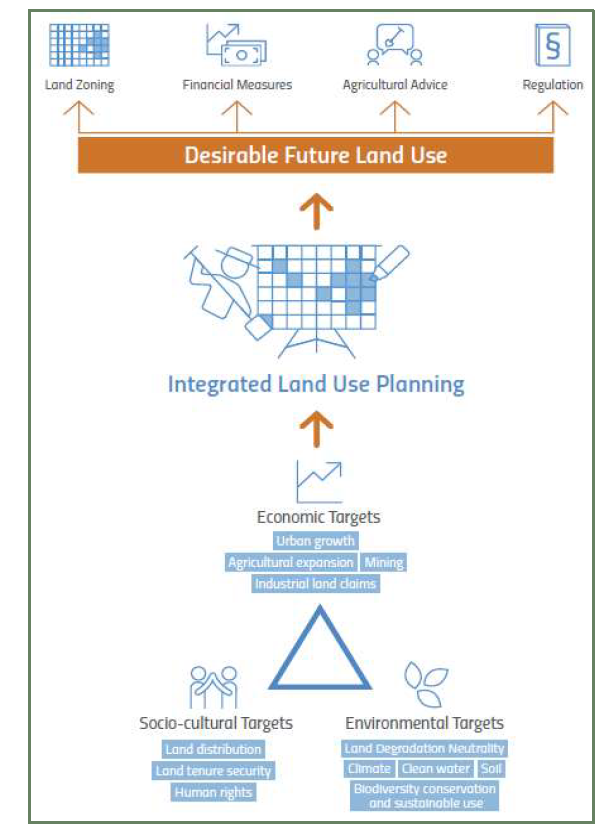 Land Zoning
Financial Measures
Agricultural Advice
§
Regulation
Desirable Future Land Use
Integrated Land Use Planning
Economic Targets
Urban growth
Agricultural expansion
Mining
Industrial land claims
Socio-cultural Targets
Land distribution
Land tenure security
Human rights
Environmental Targets
Land Degradation Neutrality
Climate
Clean water
Soil
Biodiversity conservation
and sustainable use